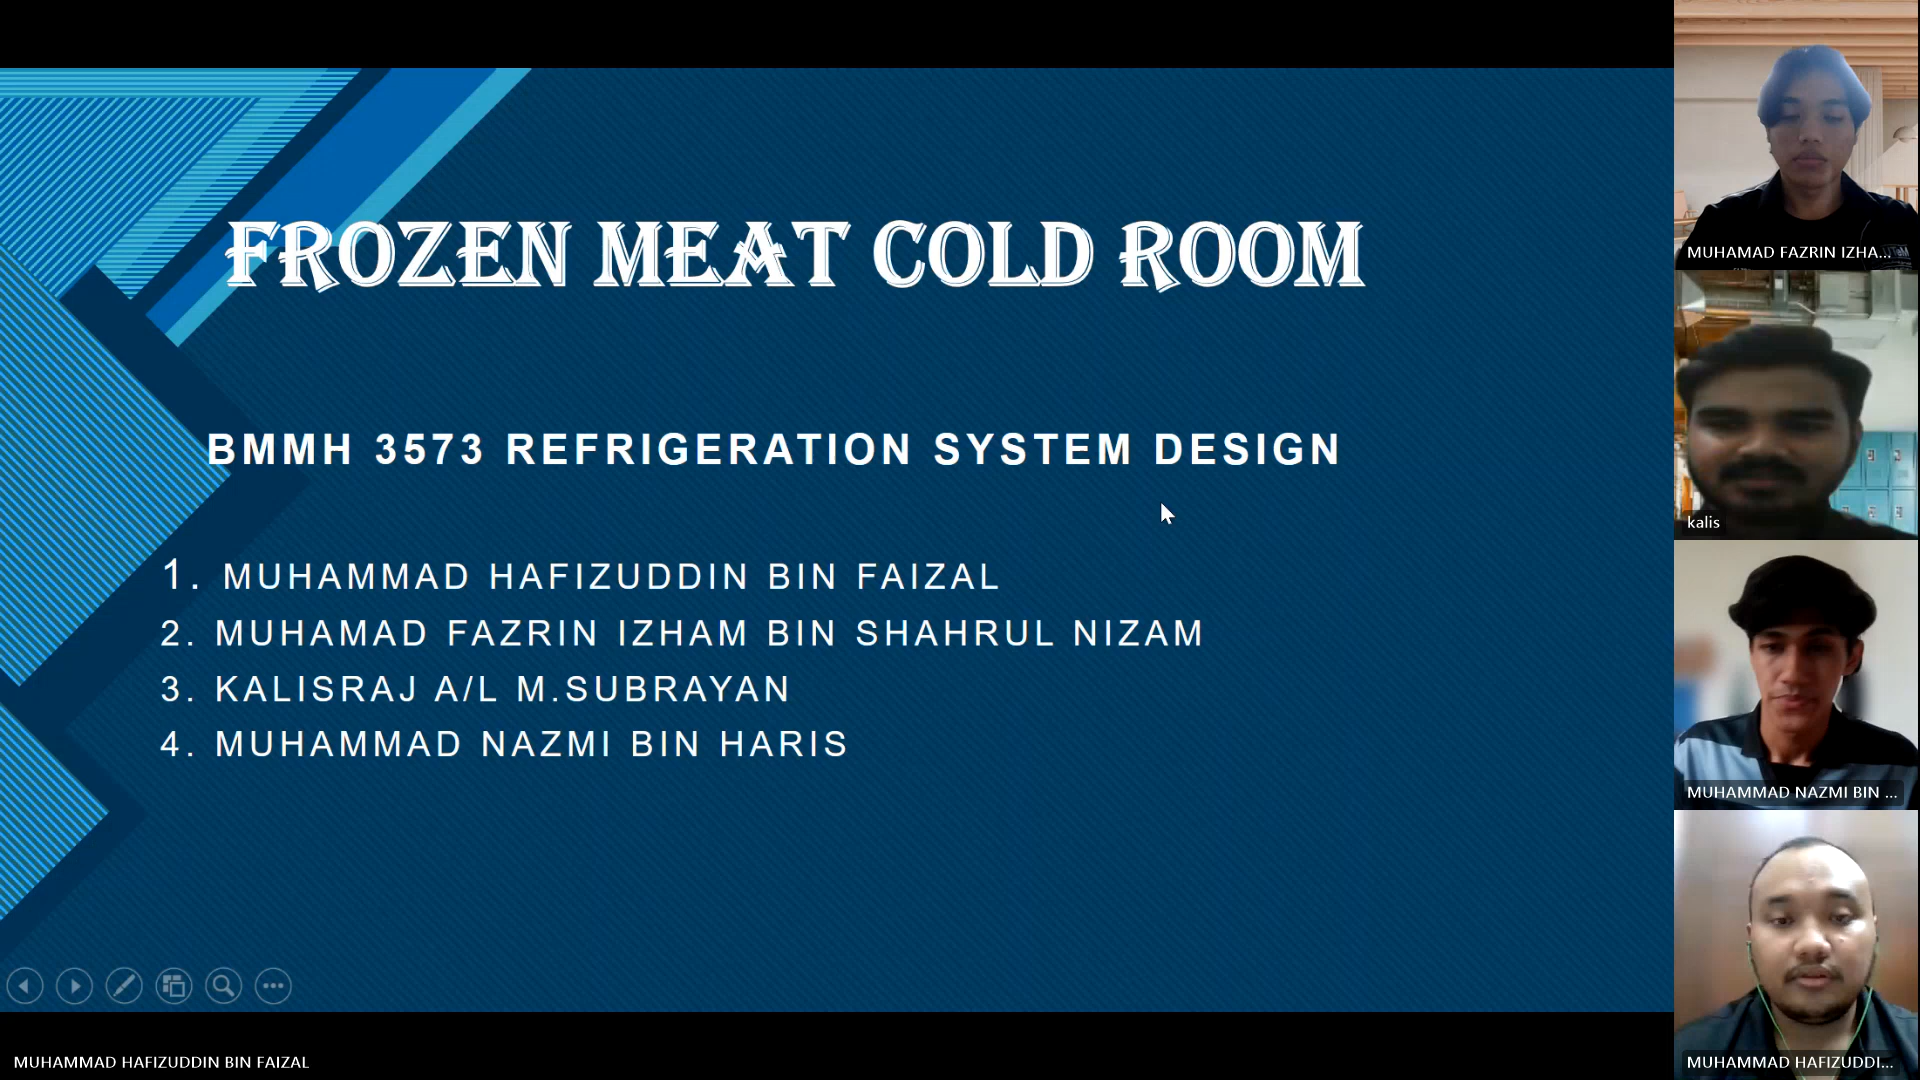 FROZEN MEAT COLD ROOM
BMMH 3573 REFRIGERATION SYSTEM DESIGN
1. MUHAMMAD HAFIZUDDIN BIN FAIZAL
2. MUHAMAD FAZRIN IZHAM BIN SHAHRUL NIZAM
3. KALISRAJ A/L M.SUBRAYAN
4. MUHAMMAD NAZMI BIN HARIS
MUHAMMAD HAFIZUDDIN BIN FAIZAL
MUHAMAD FAZRIN IZHA...
kalis
MUHAMMAD NAZMI BIN ...
MUHAMMAD HAFIZUDDI...